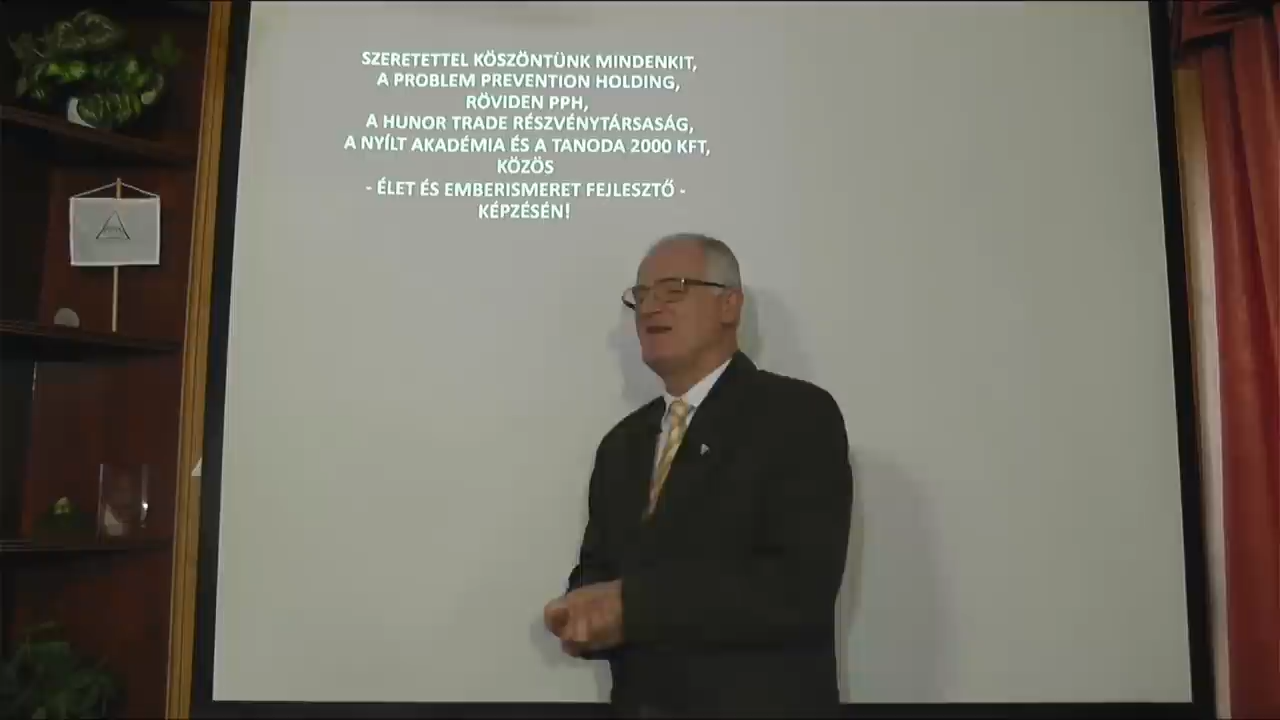 SZERETETTEL KÖSZÖNTÜNK MINDENKIT,
A PROBLEM PREVENTION HOLDING,
RÖVIDEN PPH,
A HUNOR TRADE RÉSZVÉNYTÁRSASÁG,
A NYÍLT AKADÉMIA ÉS A TANODA 2000 KFT,
KÖZÖS
- ÉLET ÉS EMBERISMERET FEJLESZTŐ -
KÉPZÉSÉN!